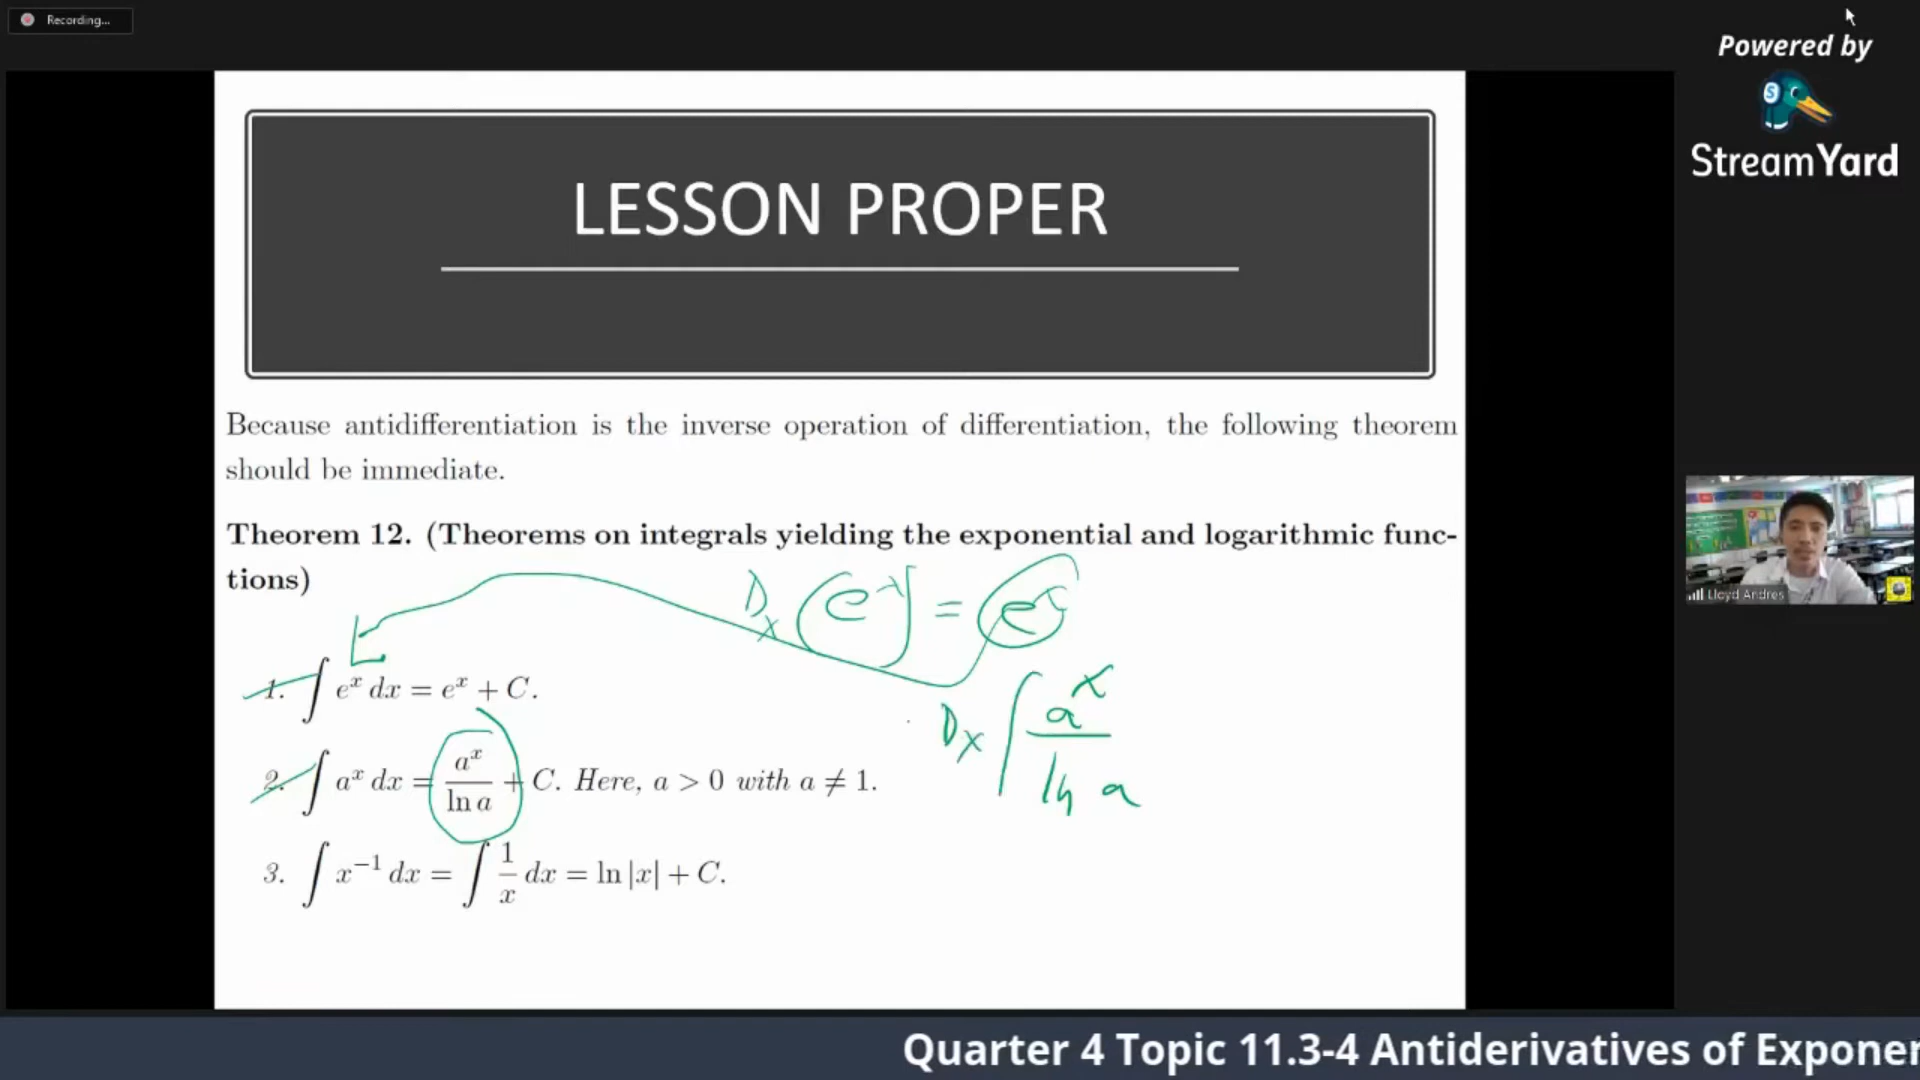 Recording...
Powered by
StreamYard
LESSON PROPER
Because antidifferentiation is the inverse operation of differentiation, the following theorem
should be immediate.
Theorem 12. (Theorems on integrals yielding the exponential and logarithmic func-
tions)
D_x (e^x) = e^x
1. ∫ e^x dx = e^x + C.
D_x ( a^x / ln a
2. ∫ a^x dx = a^x / ln a + C. Here, a > 0 with a ≠ 1.
3. ∫ x^{-1} dx = ∫ 1/x dx = ln |x| + C.
Lloyd Andres
Quarter 4 Topic 11.3-4 Antiderivatives of Exponen